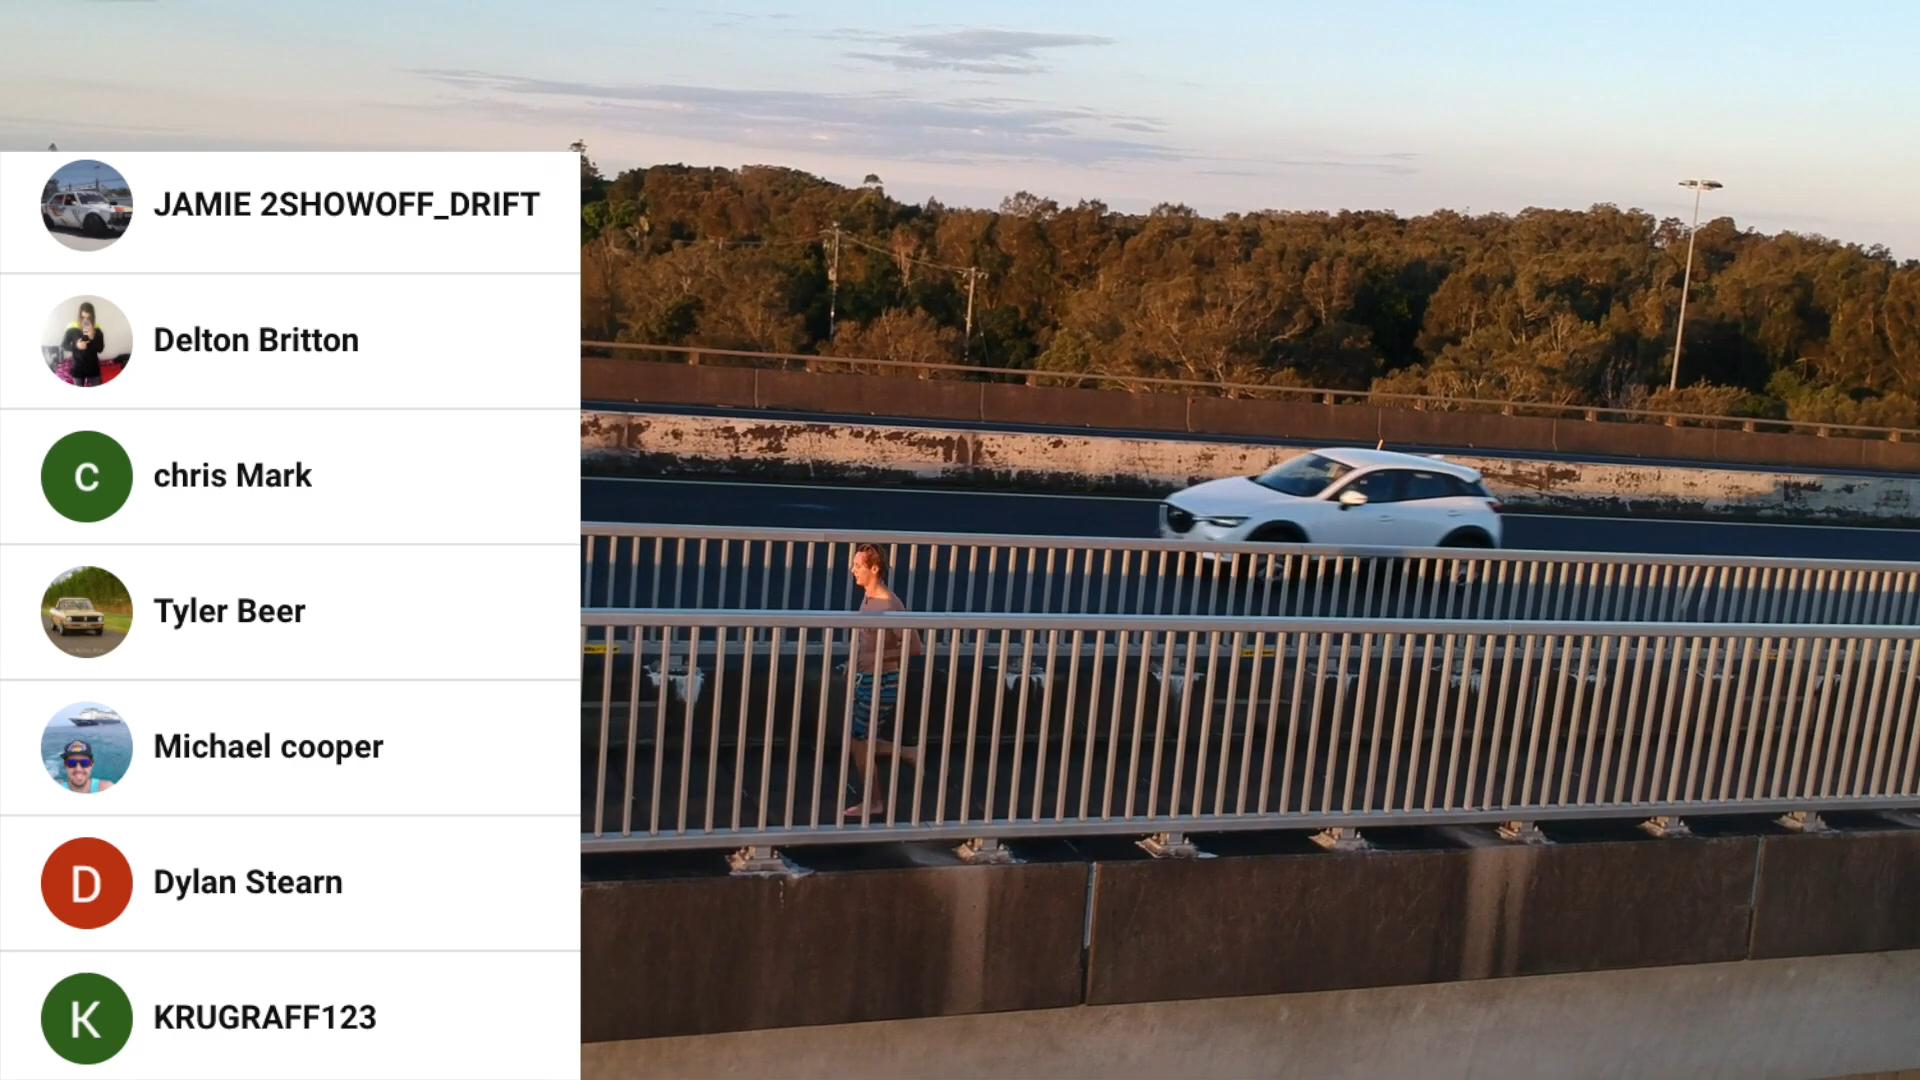 JAMIE 2SHOWOFF_DRIFT
Delton Britton
C
chris Mark
Tyler Beer
Michael cooper
D
Dylan Stearn
K
KRUGRAFF123